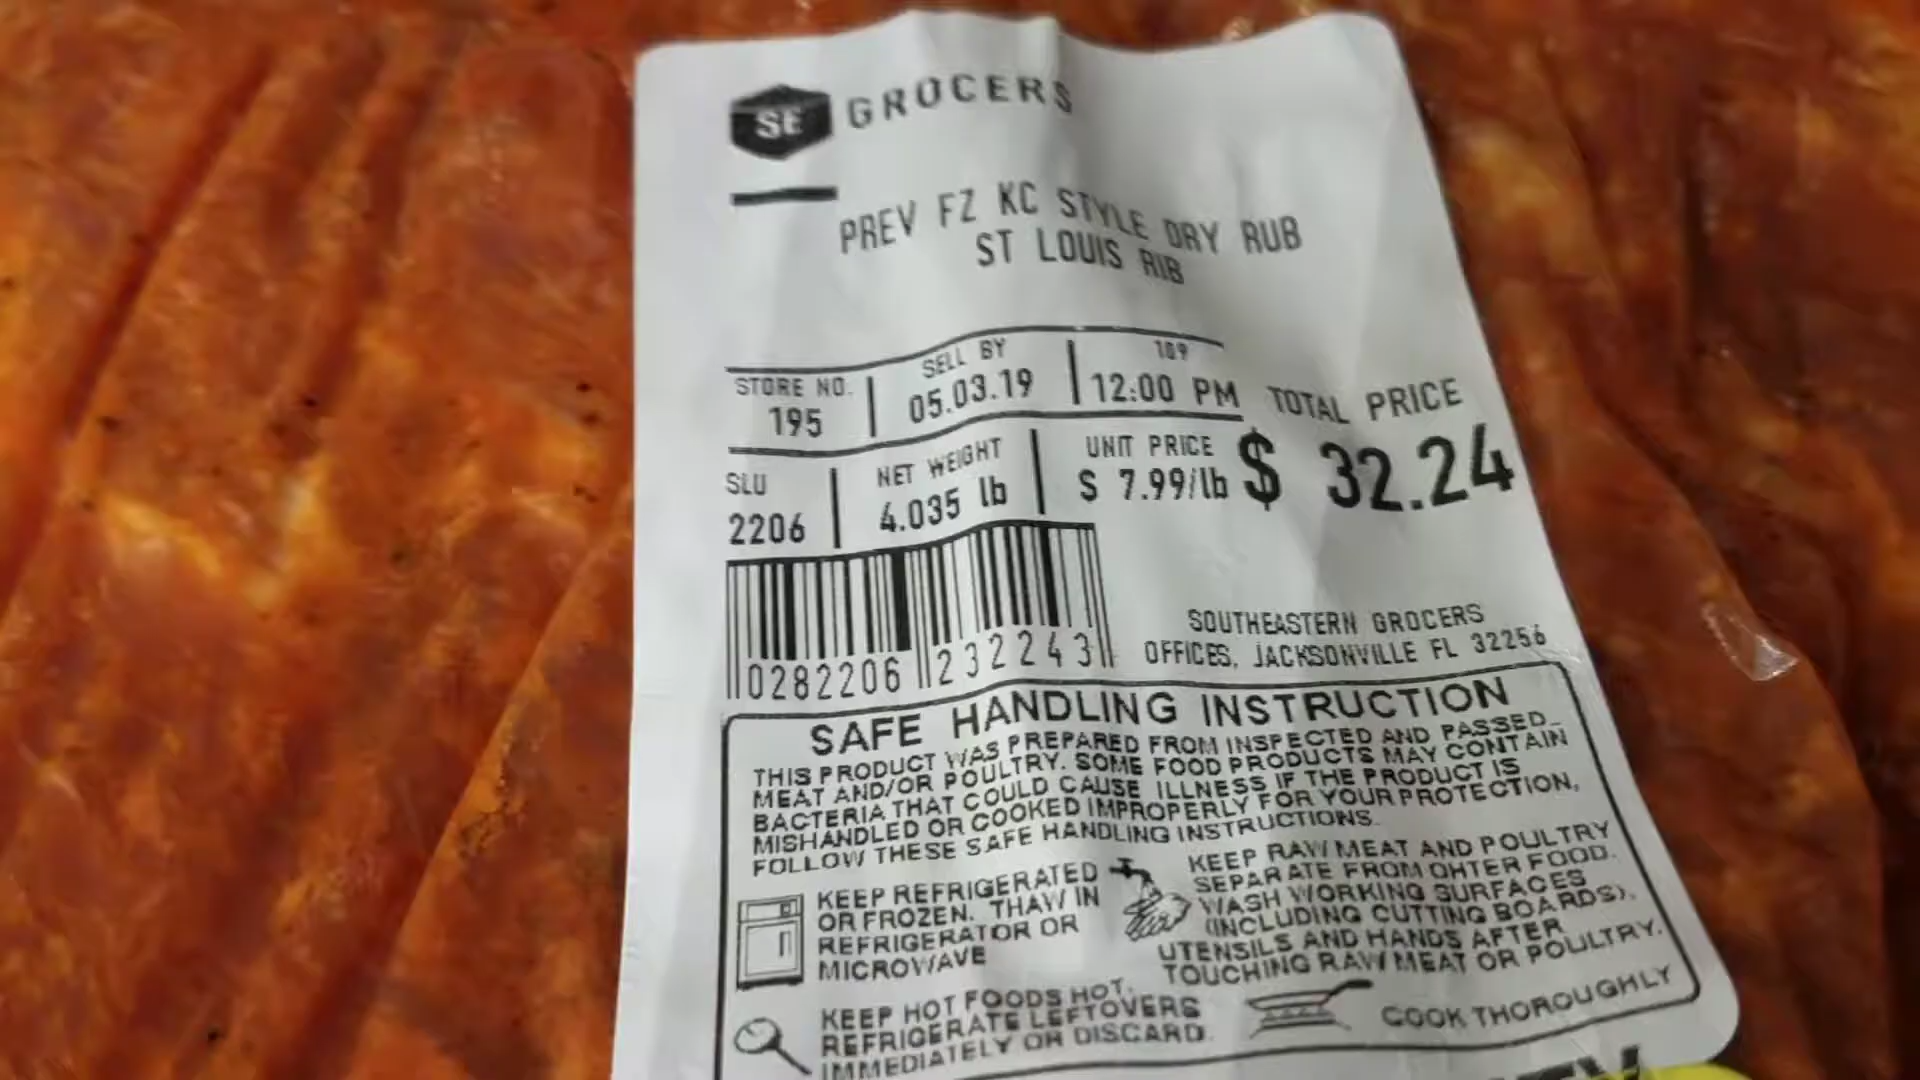 SE GROCERS
PREV FZ KC STYLE DRY RUB
ST LOUIS RIB
STORE NO.
195
SELL BY
05.03.19
109
12:00 PM
TOTAL PRICE
$ 32.24
SLU
2206
NET WEIGHT
4.035 lb
UNIT PRICE
$ 7.99/lb
0282206 232243
SOUTHEASTERN GROCERS
OFFICES, JACKSONVILLE FL 32256
SAFE HANDLING INSTRUCTION
THIS PRODUCT WAS PREPARED FROM INSPECTED AND PASSED
MEAT AND/OR POULTRY. SOME FOOD PRODUCTS MAY CONTAIN
BACTERIA THAT COULD CAUSE ILLNESS IF THE PRODUCT IS
MISHANDLED OR COOKED IMPROPERLY FOR YOUR PROTECTION,
FOLLOW THESE SAFE HANDLING INSTRUCTIONS.
KEEP REFRIGERATED
OR FROZEN. THAW IN
REFRIGERATOR OR
MICROWAVE
KEEP RAW MEAT AND POULTRY
SEPARATE FROM OHTER FOOD.
WASH WORKING SURFACES
(INCLUDING CUTTING BOARDS),
UTENSILS AND HANDS AFTER
TOUCHING RAW MEAT OR POULTRY.
KEEP HOT FOODS HOT.
REFRIGERATE LEFTOVERS
IMMEDIATELY OR DISCARD.
COOK THOROUGHLY